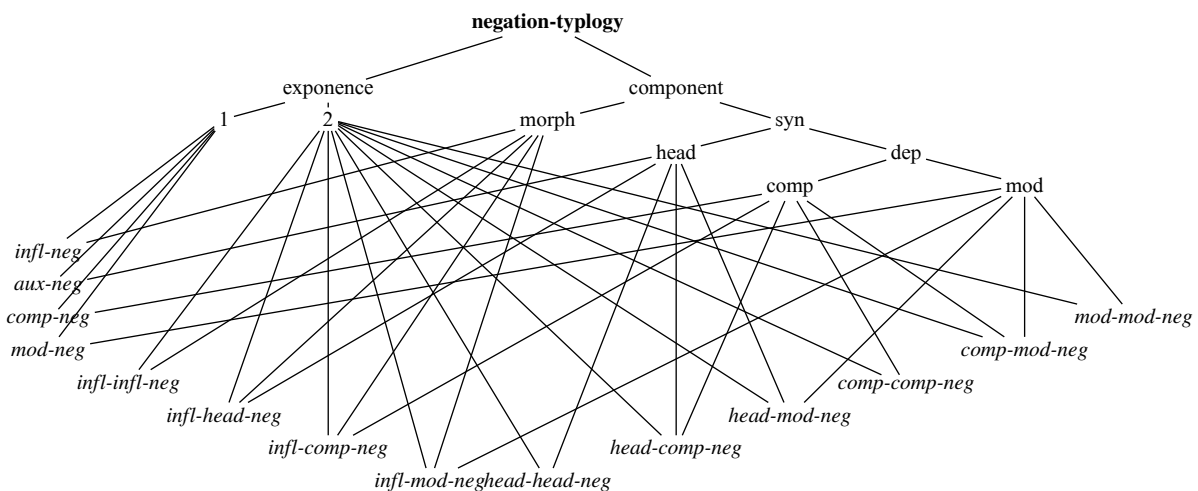 negation-typlogy
exponence component
1 2 morph syn
head dep
comp mod
infl-neg
aux-neg
comp-neg mod-mod-neg
mod-neg comp-mod-neg
infl-infl-neg comp-comp-neg
infl-head-neg head-mod-neg
infl-comp-neg head-comp-neg
infl-mod-neg head-head-neg